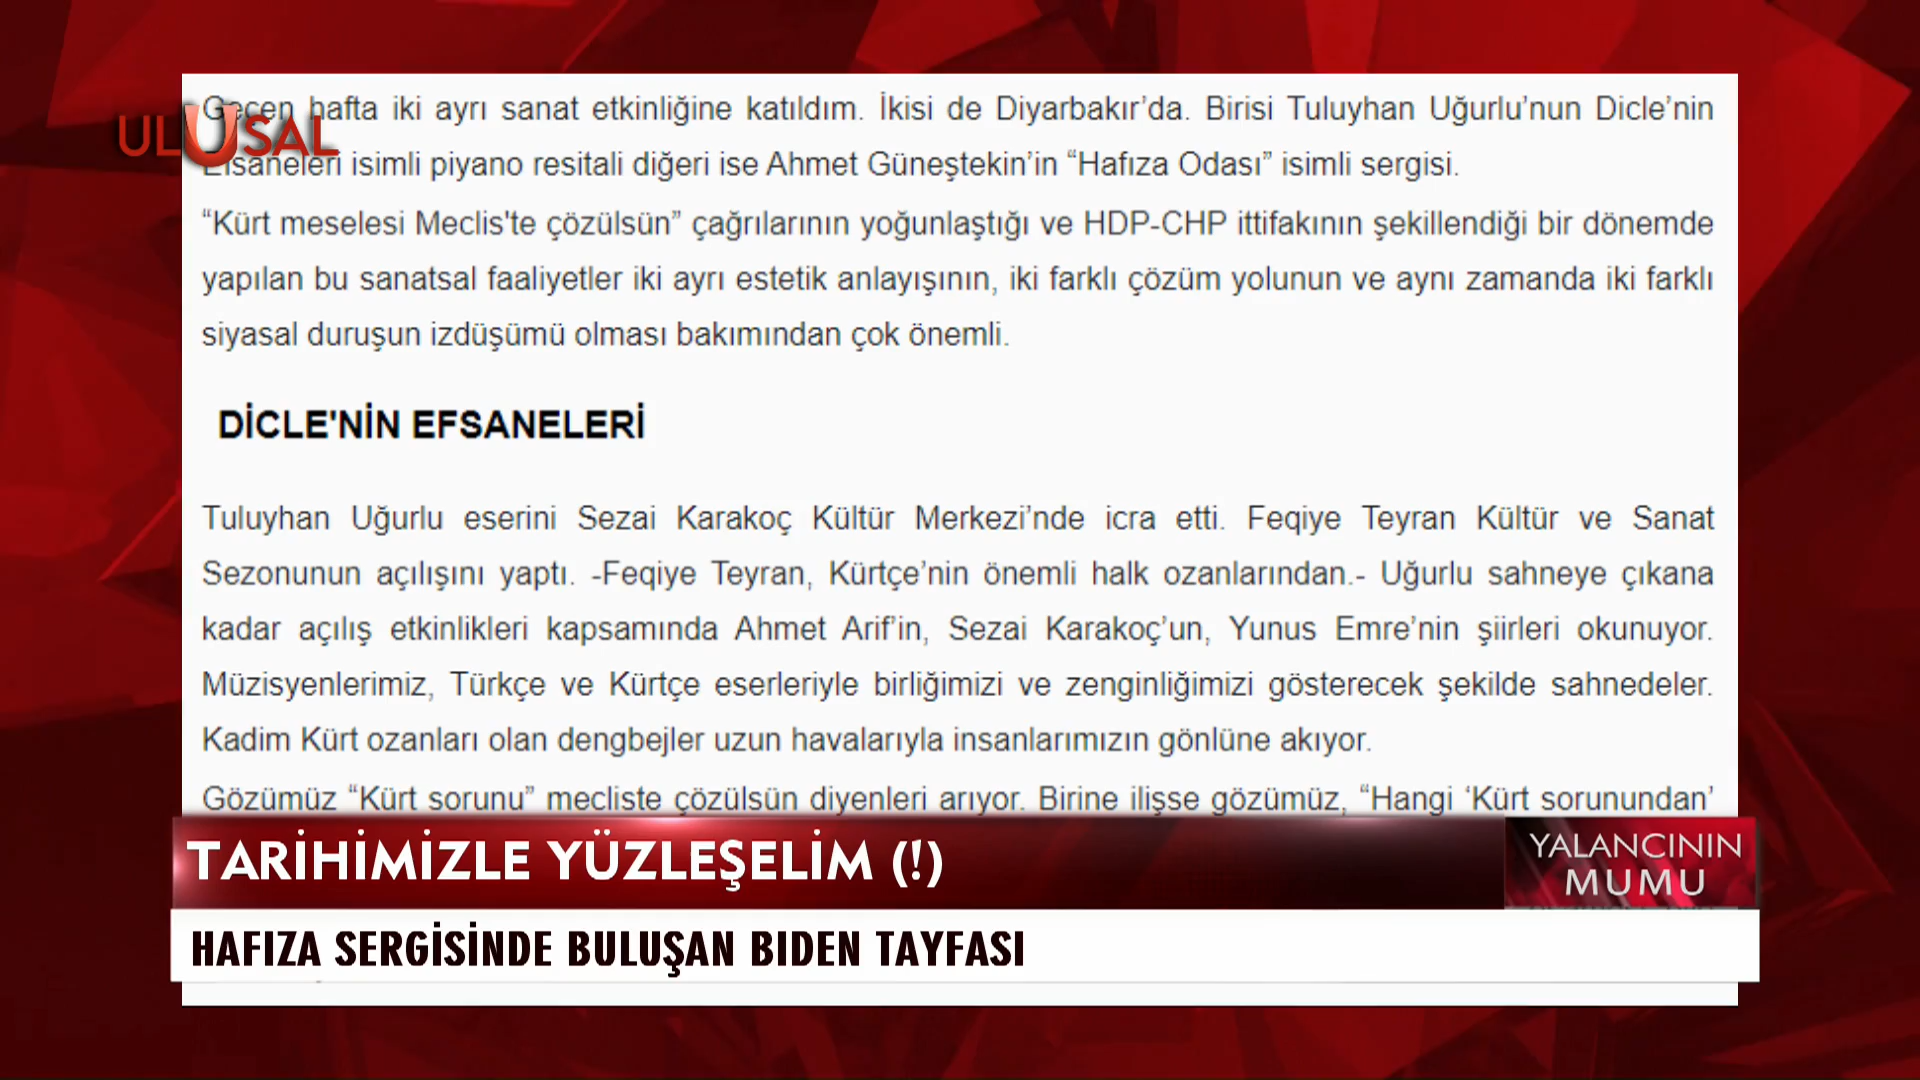 ULUSAL
Geçen hafta iki ayrı sanat etkinliğine katıldım. İkisi de Diyarbakır’da. Birisi Tuluyhan Uğurlu’nun Dicle’nin
Efsaneleri isimli piyano resitali diğeri ise Ahmet Güneştekin’in “Hafıza Odası” isimli sergisi.
“Kürt meselesi Meclis'te çözülsün” çağrılarının yoğunlaştığı ve HDP-CHP ittifakının şekillendiği bir dönemde
yapılan bu sanatsal faaliyetler iki ayrı estetik anlayışının, iki farklı çözüm yolunun ve aynı zamanda iki farklı
siyasal duruşun izdüşümü olması bakımından çok önemli.
DİCLE'NİN EFSANELERİ
Tuluyhan Uğurlu eserini Sezai Karakoç Kültür Merkezi’nde icra etti. Feqiye Teyran Kültür ve Sanat
Sezonunun açılışını yaptı. -Feqiye Teyran, Kürtçe’nin önemli halk ozanlarından.- Uğurlu sahneye çıkana
kadar açılış etkinlikleri kapsamında Ahmet Arif’in, Sezai Karakoç’un, Yunus Emre’nin şiirleri okunuyor.
Müzisyenlerimiz, Türkçe ve Kürtçe eserleriyle birliğimizi ve zenginliğimizi gösterecek şekilde sahnedeler.
Kadim Kürt ozanları olan dengbejler uzun havalarıyla insanlarımızın gönlüne akıyor.
Gözümüz “Kürt sorunu” mecliste çözülsün diyenleri arıyor. Birine ilişse gözümüz, “Hangi ‘Kürt sorunundan’
TARİHİMİZLE YÜZLEŞELİM (!)
YALANCININ
MUMU
HAFIZA SERGİSİNDE BULUŞAN BIDEN TAYFASI